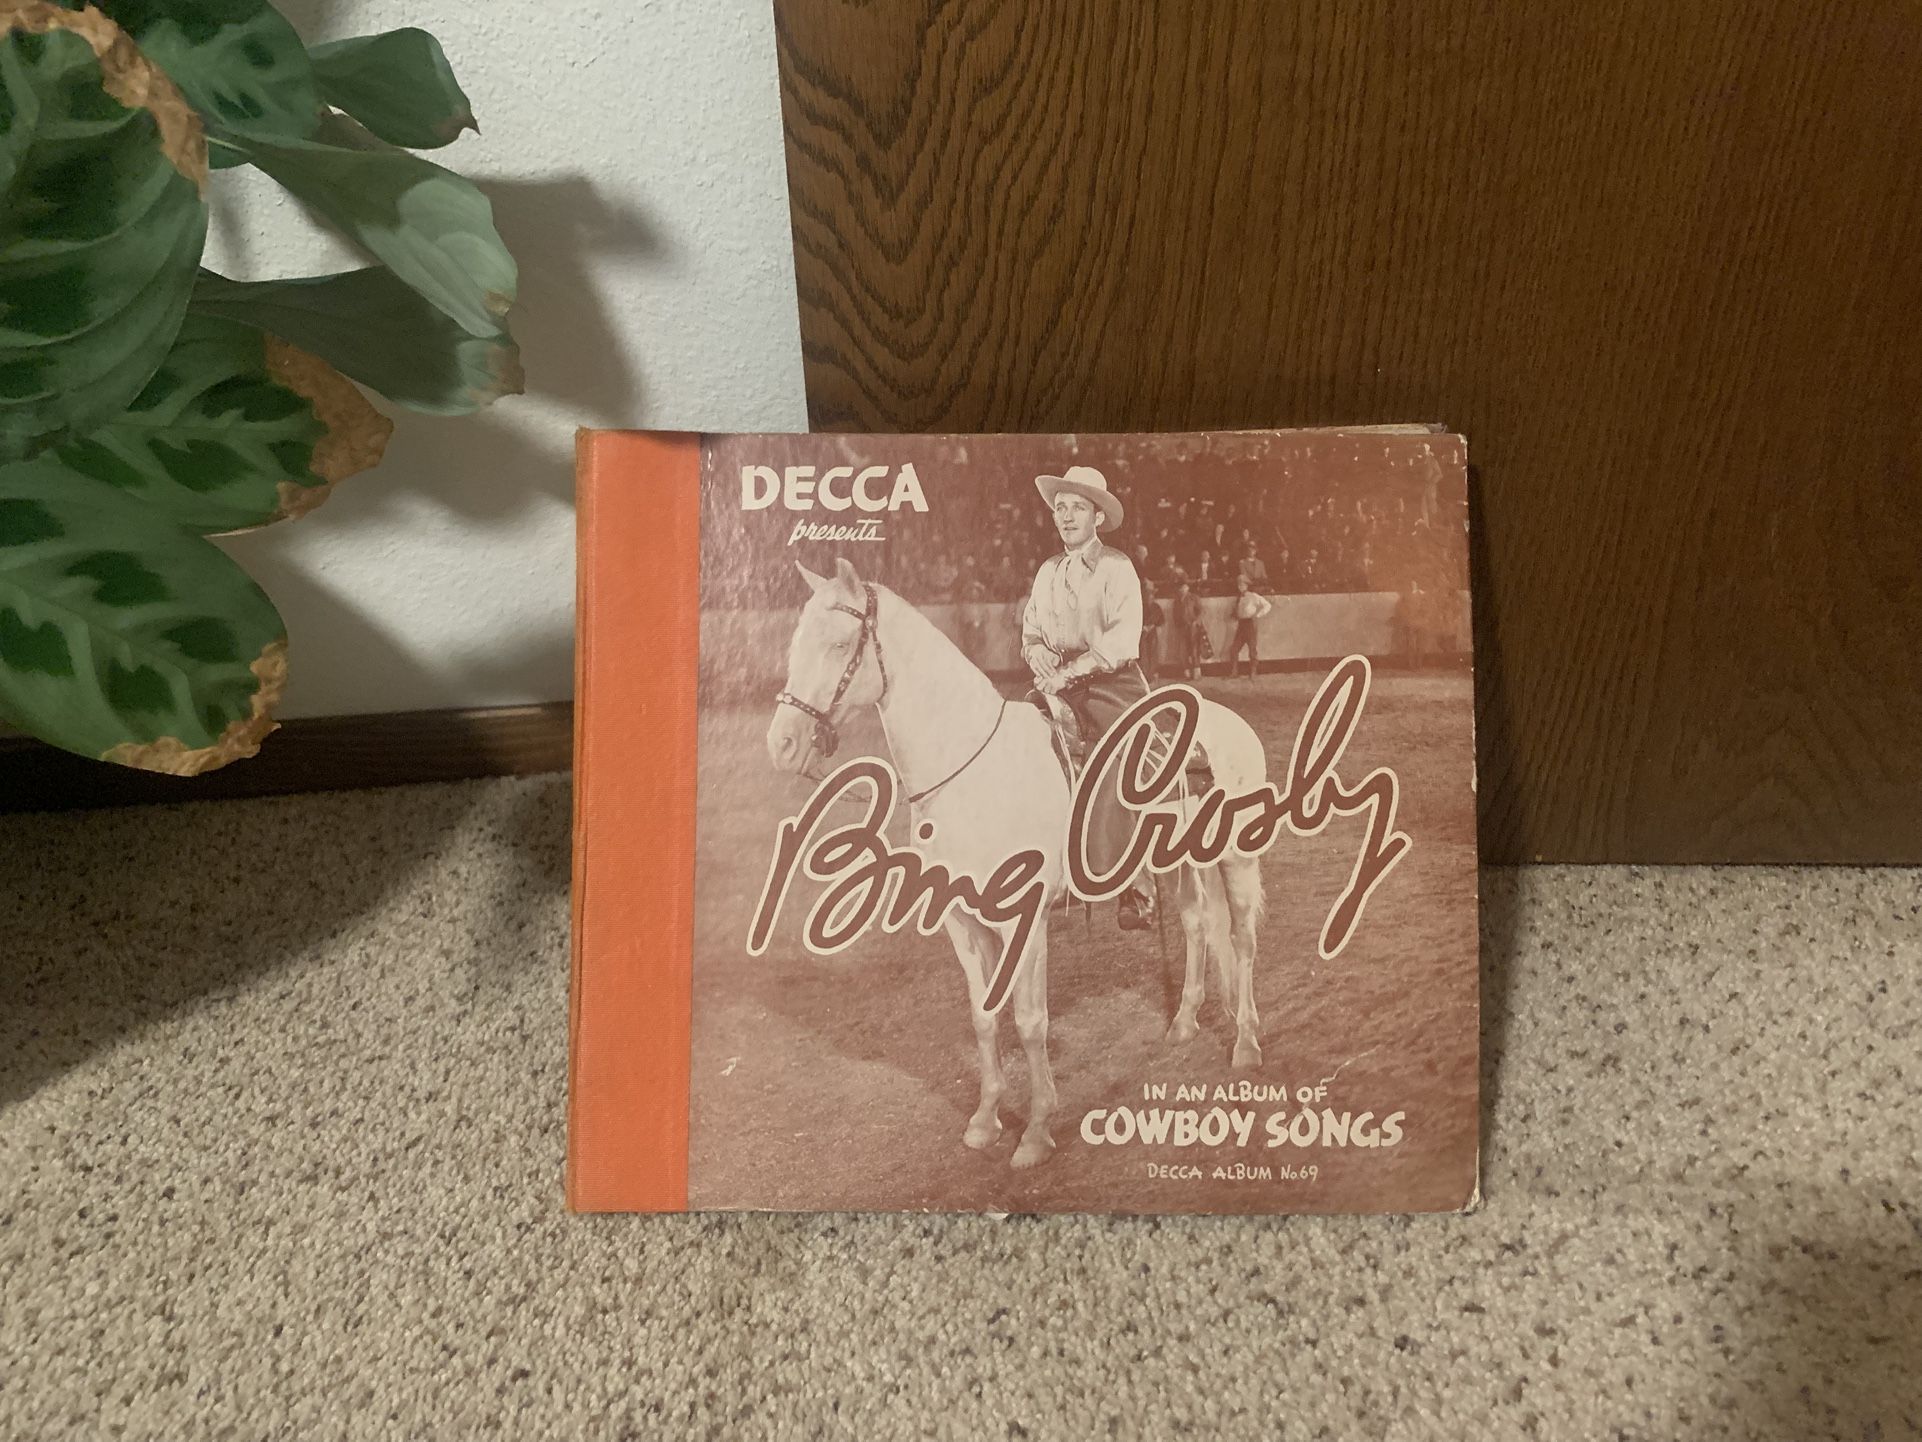 DECCA
presents
Bing Crosby
IN AN ALBUM OF
COWBOY SONGS
DECCA ALBUM No. 69